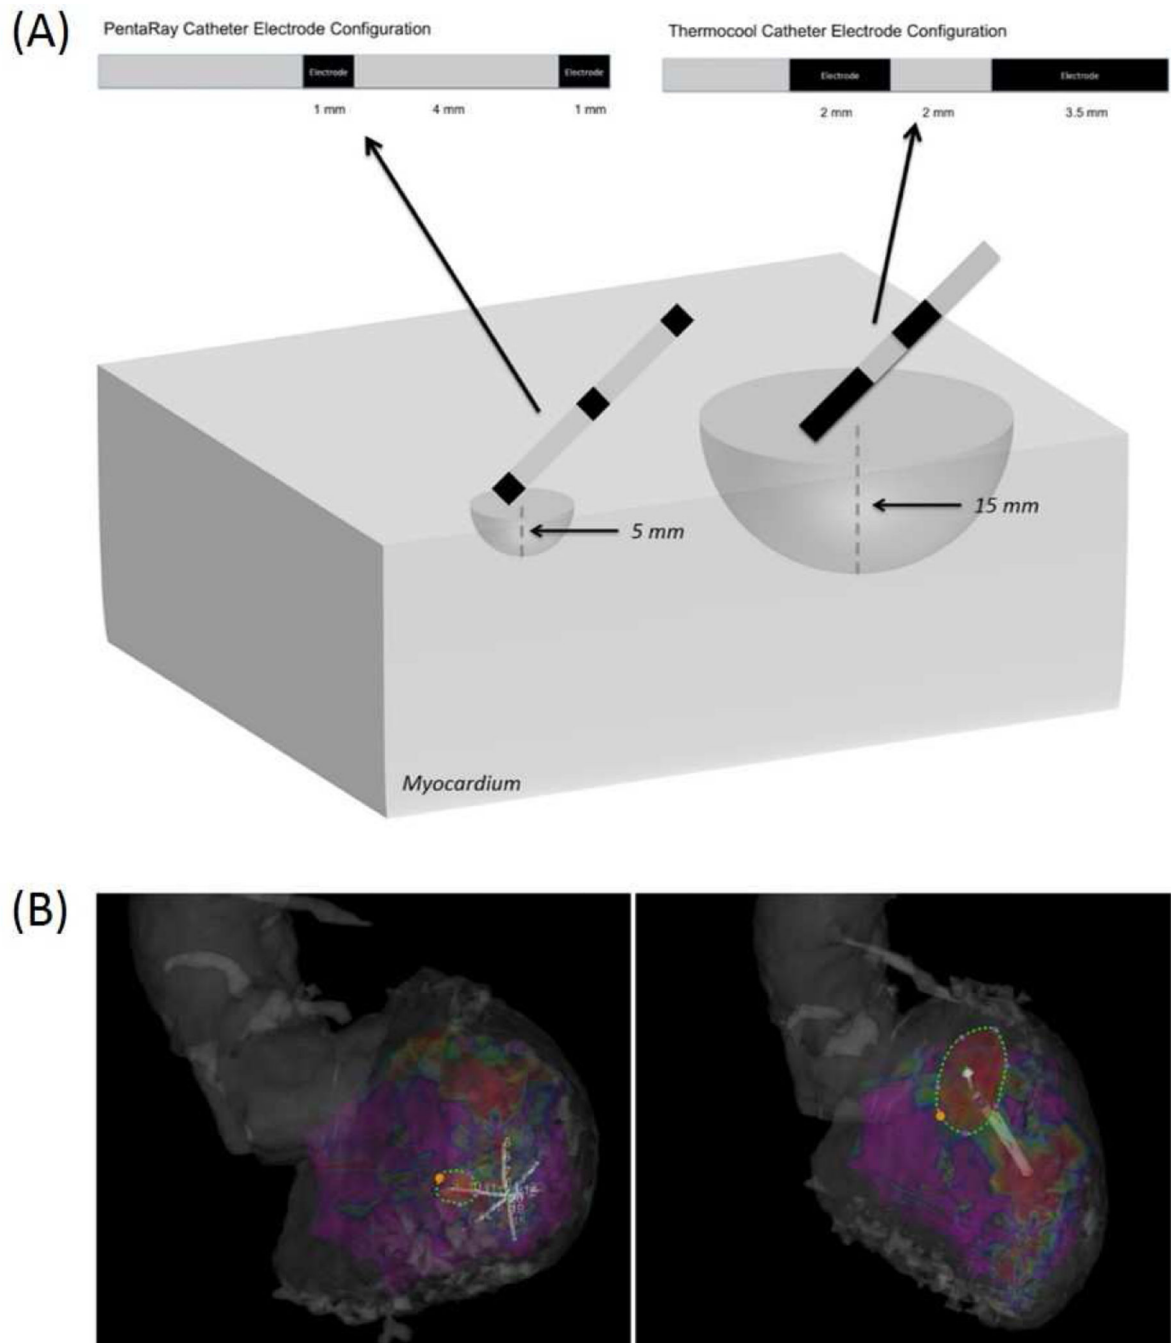 (A)
PentaRay Catheter Electrode Configuration
Electrode
Electrode
1 mm
4 mm
1 mm
Thermocool Catheter Electrode Configuration
Electrode
Electrode
2 mm
2 mm
3.5 mm
5 mm
15 mm
Myocardium
(B)